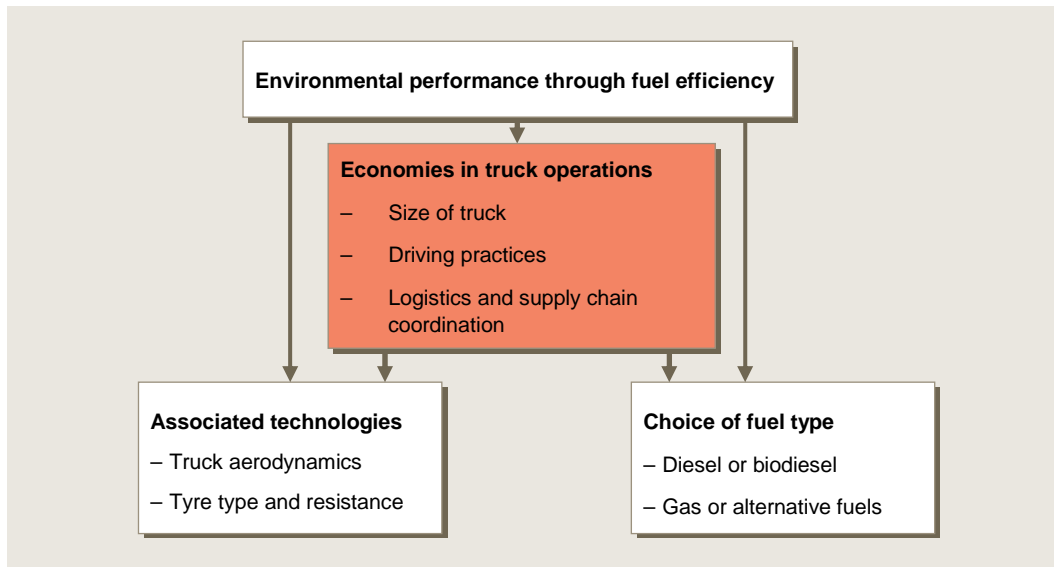 Environmental performance through fuel efficiency
Economies in truck operations
– Size of truck
– Driving practices
– Logistics and supply chain
coordination
Associated technologies
– Truck aerodynamics
– Tyre type and resistance
Choice of fuel type
– Diesel or biodiesel
– Gas or alternative fuels